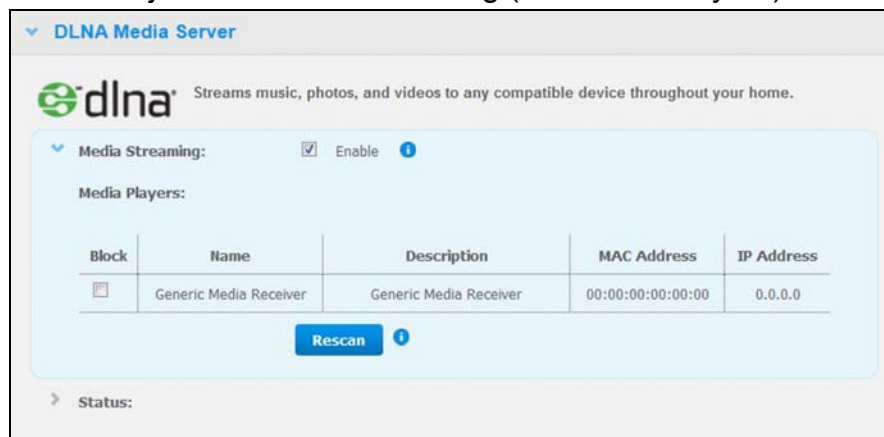 DLNA Media Server
dlna Streams music, photos, and videos to any compatible device throughout your home.
Media Streaming: Enable
Media Players:
Block Name Description MAC Address IP Address
Generic Media Receiver Generic Media Receiver 00:00:00:00:00:00 0.0.0.0
Rescan
Status: